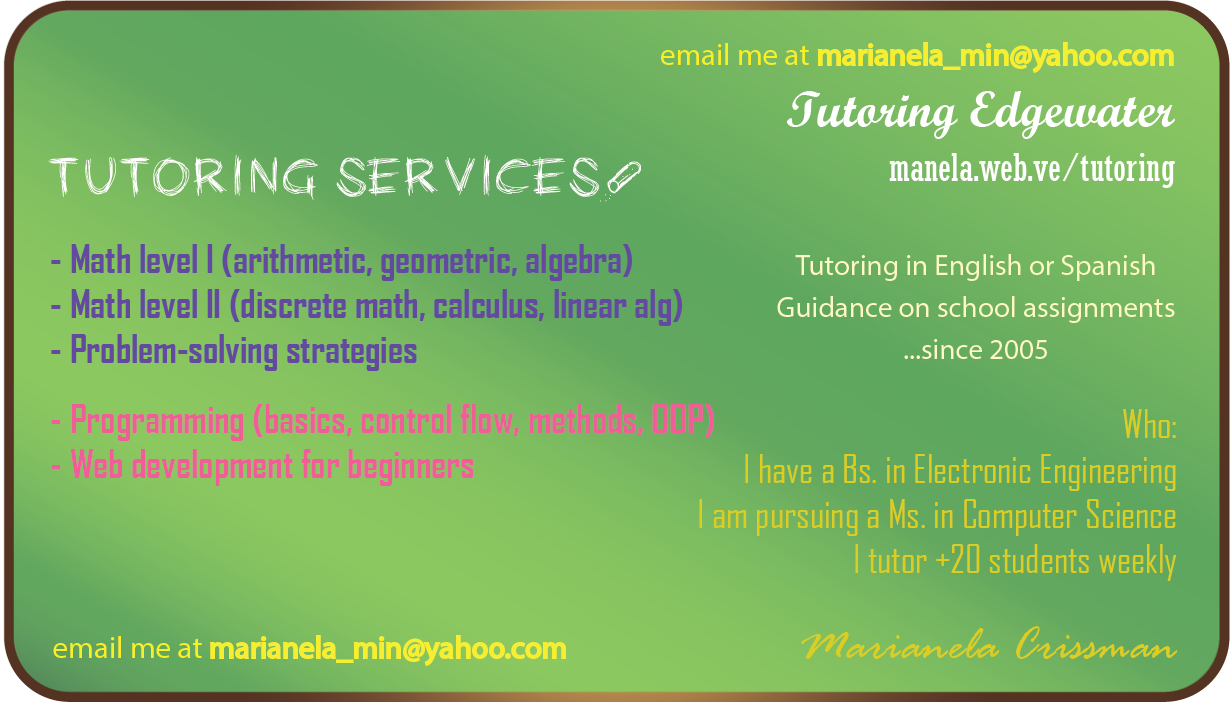 email me at marianela_min@yahoo.com
Tutoring Edgewater
manela.web.ve/tutoring
TUTORING SERVICES
- Math level I (arithmetic, geometric, algebra)
- Math level II (discrete math, calculus, linear alg)
- Problem-solving strategies
- Programming (basics, control flow, methods, OOP)
- Web development for beginners
Tutoring in English or Spanish
Guidance on school assignments
...since 2005
Who:
I have a Bs. in Electronic Engineering
I am pursuing a Ms. in Computer Science
I tutor +20 students weekly
email me at marianela_min@yahoo.com
Marianela Crissman